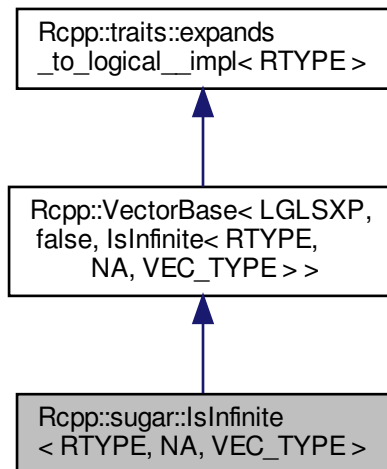 Rcpp::traits::expands
_to_logical__impl< RTYPE >
Rcpp::VectorBase< LGLSXP,
false, IsInfinite< RTYPE,
NA, VEC_TYPE > >
Rcpp::sugar::IsInfinite
< RTYPE, NA, VEC_TYPE >